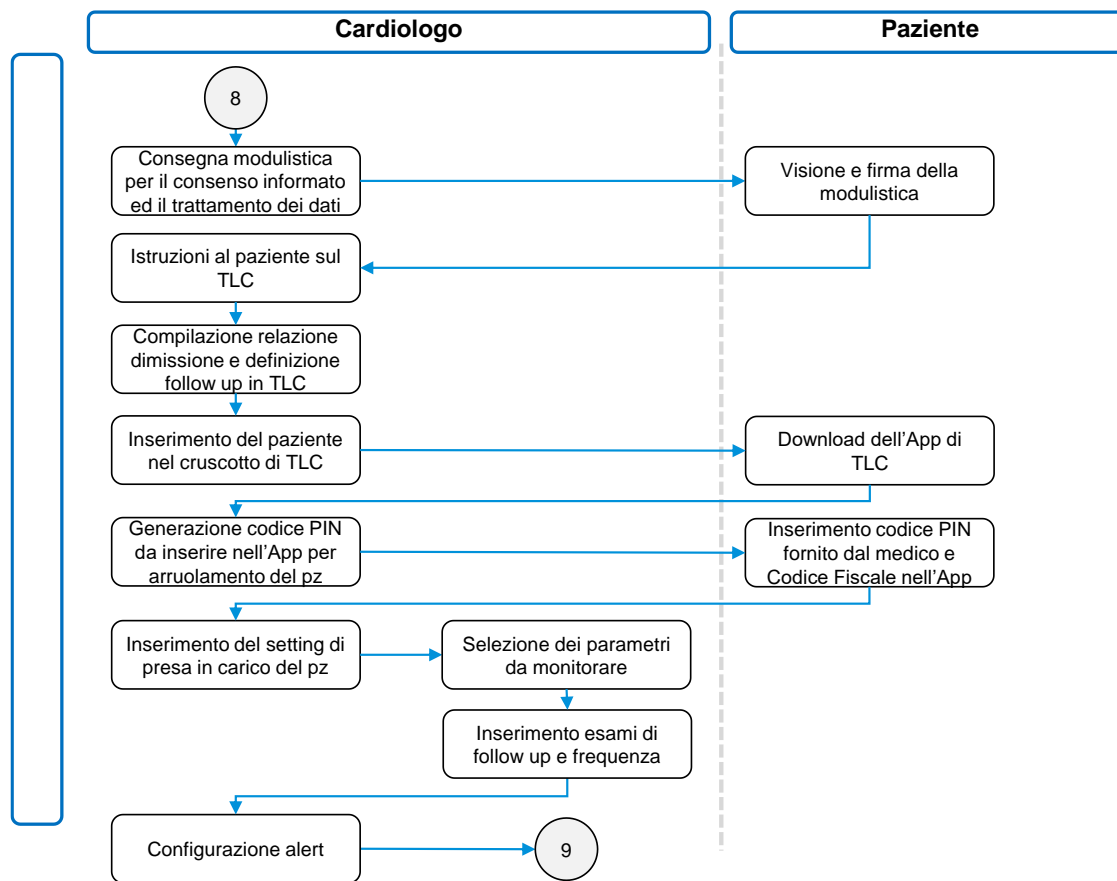 Cardiologo
Paziente
8
Consegna modulistica
per il consenso informato
ed il trattamento dei dati
Visione e firma della
modulistica
Istruzioni al paziente sul
TLC
Compilazione relazione
dimissione e definizione
follow up in TLC
Inserimento del paziente
nel cruscotto di TLC
Download dell’App di
TLC
Generazione codice PIN
da inserire nell’App per
arruolamento del pz
Inserimento codice PIN
fornito dal medico e
Codice Fiscale nell’App
Inserimento del setting di
presa in carico del pz
Selezione dei parametri
da monitorare
Inserimento esami di
follow up e frequenza
Configurazione alert
9